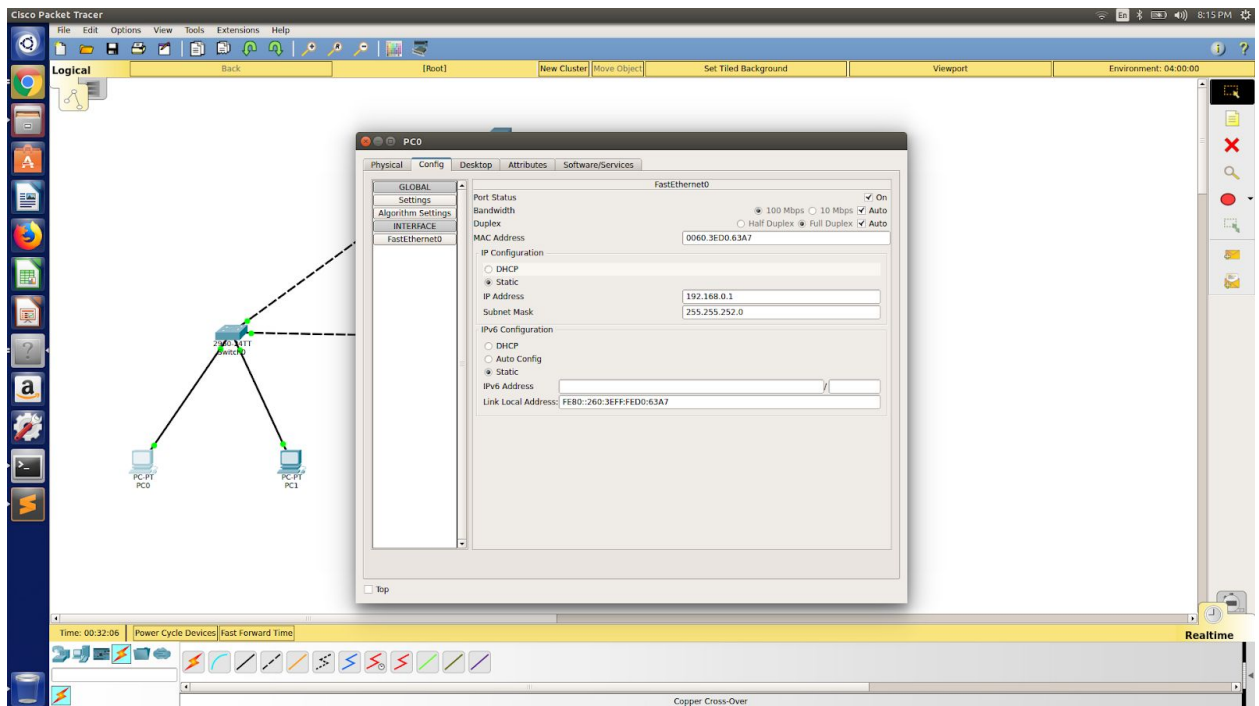 Cisco Packet Tracer
En
8:15 PM
File Edit Options View Tools Extensions Help
Logical
Back
[Root]
New Cluster
Move Object
Set Tiled Background
Viewport
Environment: 04:00:00
PC0
Physical Config Desktop Attributes Software/Services
GLOBAL
Settings
Algorithm Settings
INTERFACE
FastEthernet0
FastEthernet0
Port Status On
Bandwidth 100 Mbps 10 Mbps Auto
Duplex Half Duplex Full Duplex Auto
MAC Address 0060.3ED0.63A7
IP Configuration
DHCP
Static
IP Address 192.168.0.1
Subnet Mask 255.255.252.0
IPv6 Configuration
DHCP
Auto Config
Static
IPv6 Address /
Link Local Address: FE80::260:3EFF:FED0:63A7
Top
PC-PT
PC0
PC-PT
PC1
Time: 00:32:06 Power Cycle Devices Fast Forward Time
Realtime
Copper Cross-Over